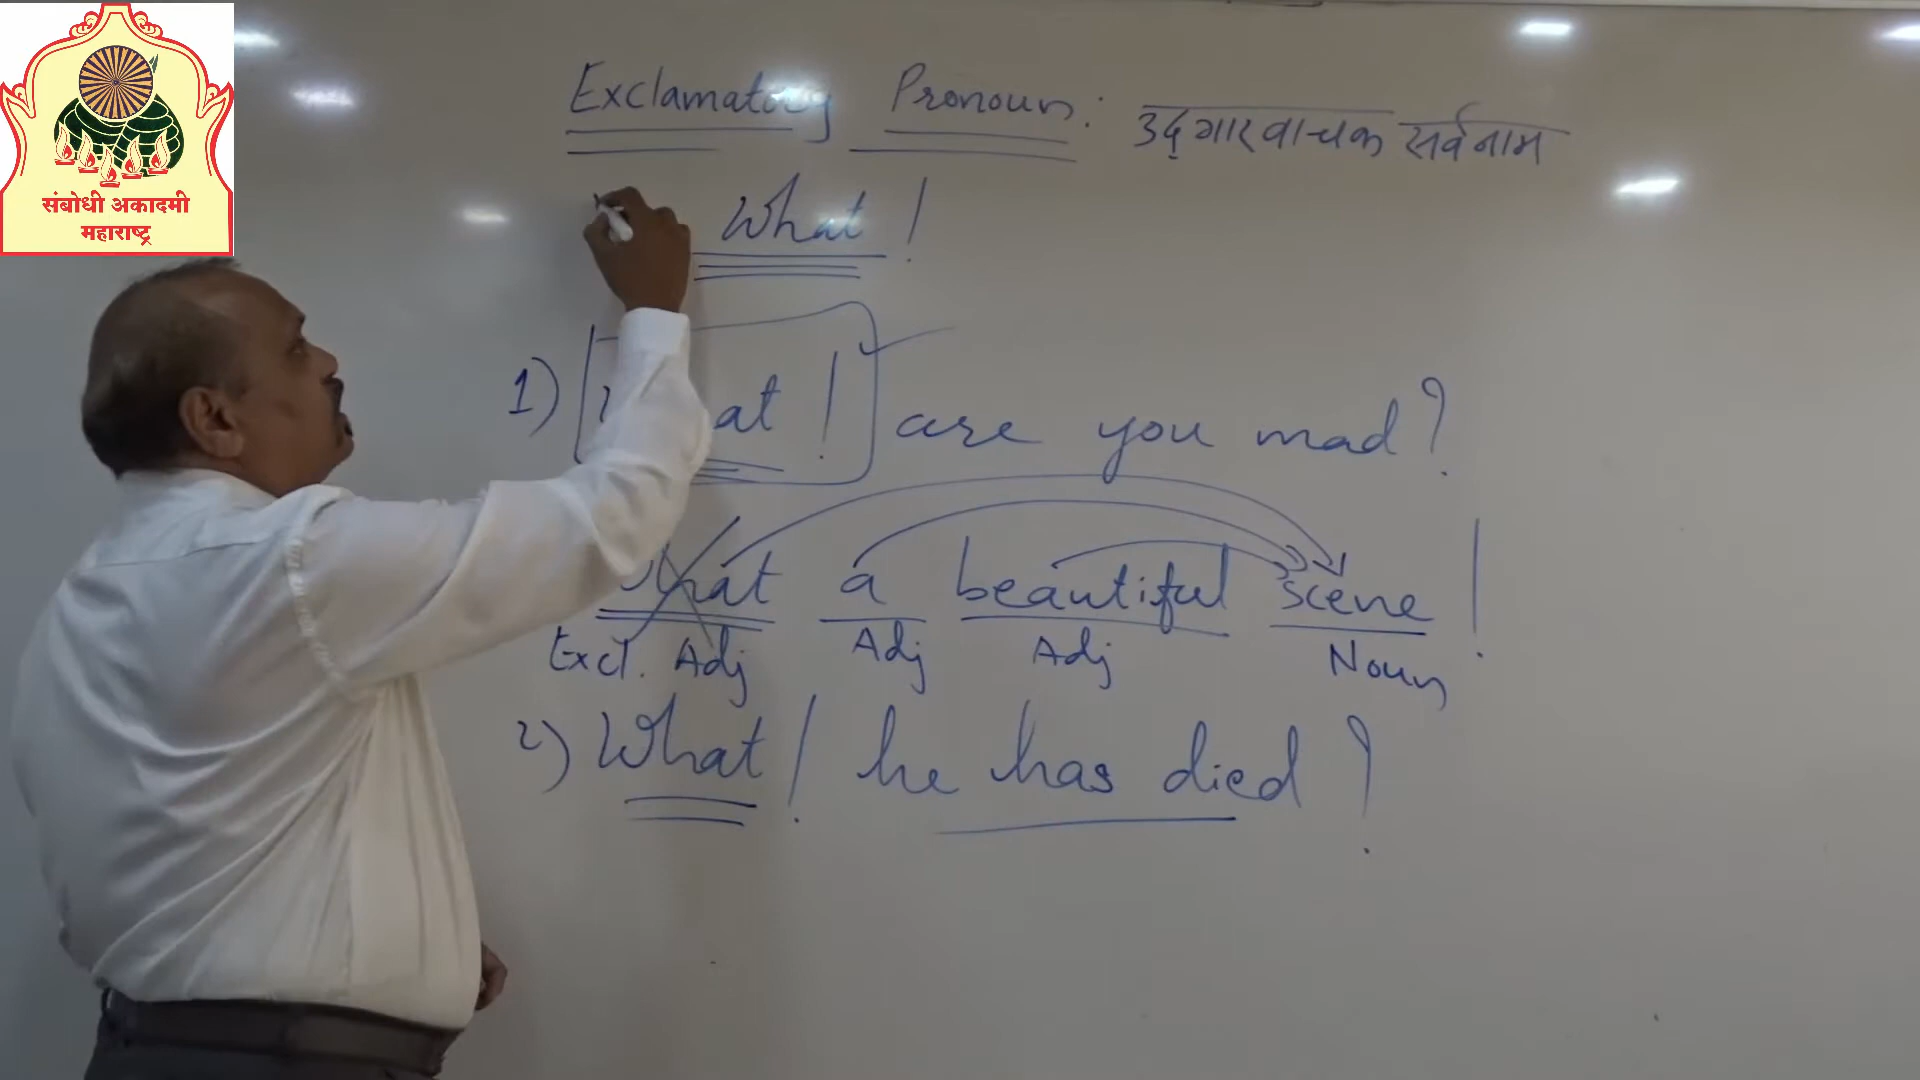 संबोधी अकादमी
महाराष्ट्र
Exclamatory Pronoun: उद्गारवाचक सर्वनाम
What !
1) What ! are you mad?
What a beautiful scene !
Excl. Adj Adj Adj Noun
2) What ! he has died ?